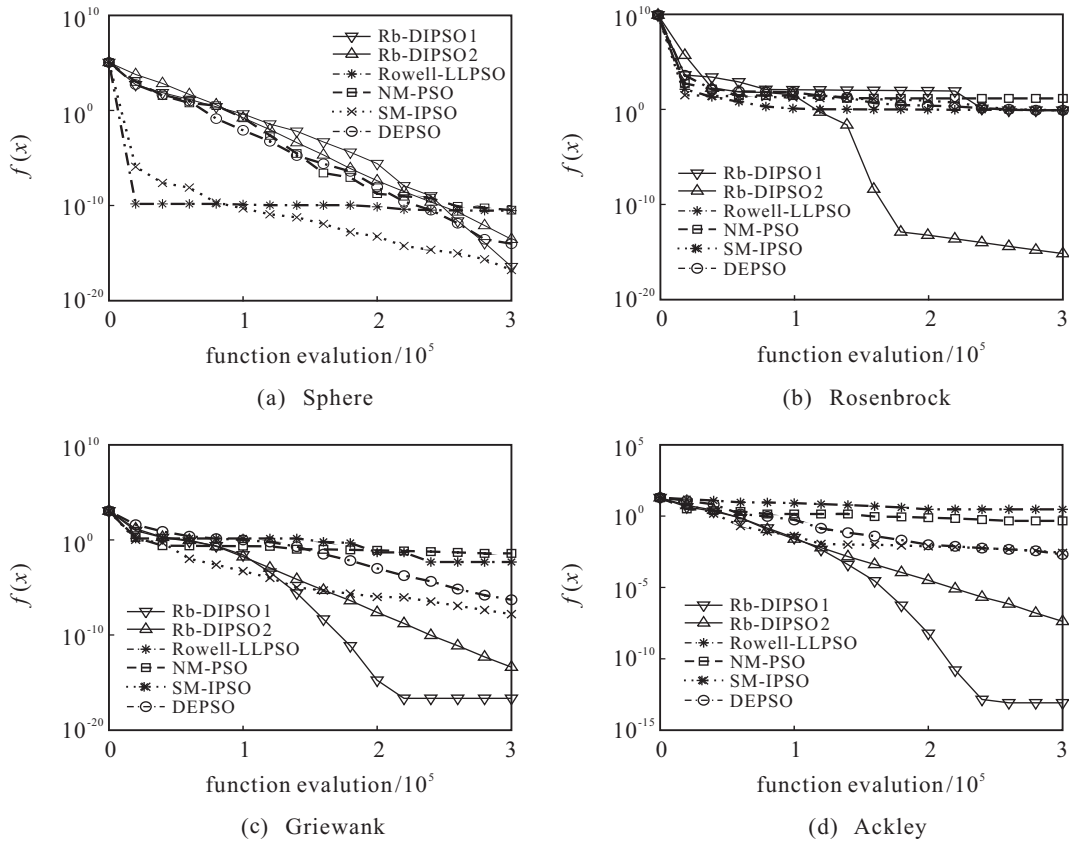 10^10
10^0
10^-10
10^-20
f(x)
Rb-DIPSO1
Rb-DIPSO2
Rowell-LLPSO
NM-PSO
SM-IPSO
DEPSO
0 1 2 3
function evalution/10^5
(a) Sphere
10^10
10^0
10^-10
10^-20
f(x)
Rb-DIPSO1
Rb-DIPSO2
Rowell-LLPSO
NM-PSO
SM-IPSO
DEPSO
0 1 2 3
function evalution/10^5
(b) Rosenbrock
10^10
10^0
10^-10
10^-20
f(x)
Rb-DIPSO1
Rb-DIPSO2
Rowell-LLPSO
NM-PSO
SM-IPSO
DEPSO
0 1 2 3
function evalution/10^5
(c) Griewank
10^5
10^0
10^-5
10^-10
10^-15
f(x)
Rb-DIPSO1
Rb-DIPSO2
Rowell-LLPSO
NM-PSO
SM-IPSO
DEPSO
0 1 2 3
function evalution/10^5
(d) Ackley